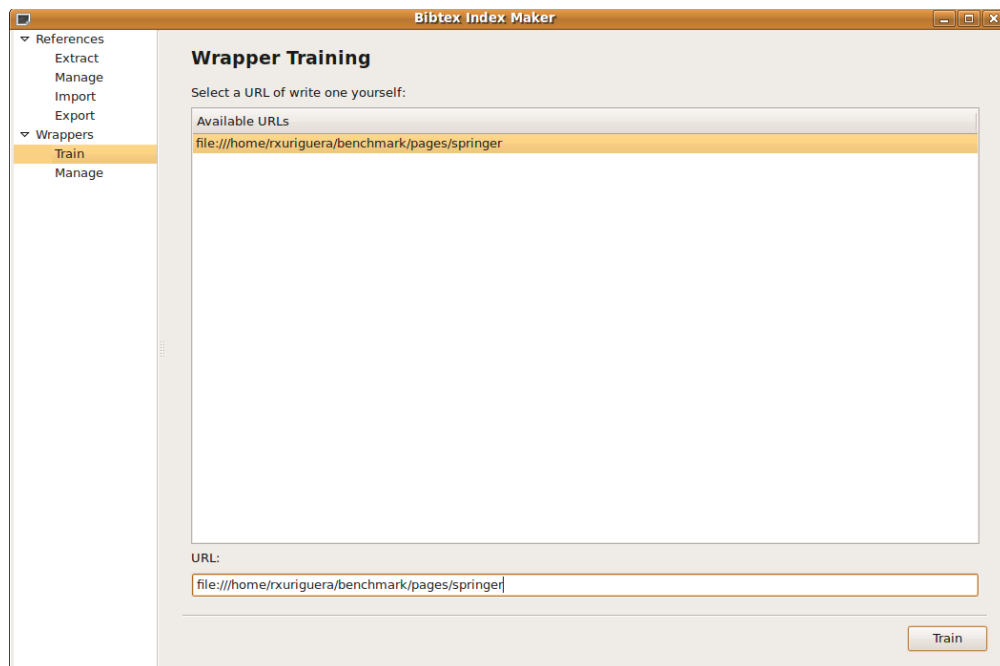 Bibtex Index Maker
References
Extract
Manage
Import
Export
Wrappers
Train
Manage
Wrapper Training
Select a URL of write one yourself:
Available URLs
file:///home/rxuriguera/benchmark/pages/springer
URL:
file:///home/rxuriguera/benchmark/pages/springer
Train